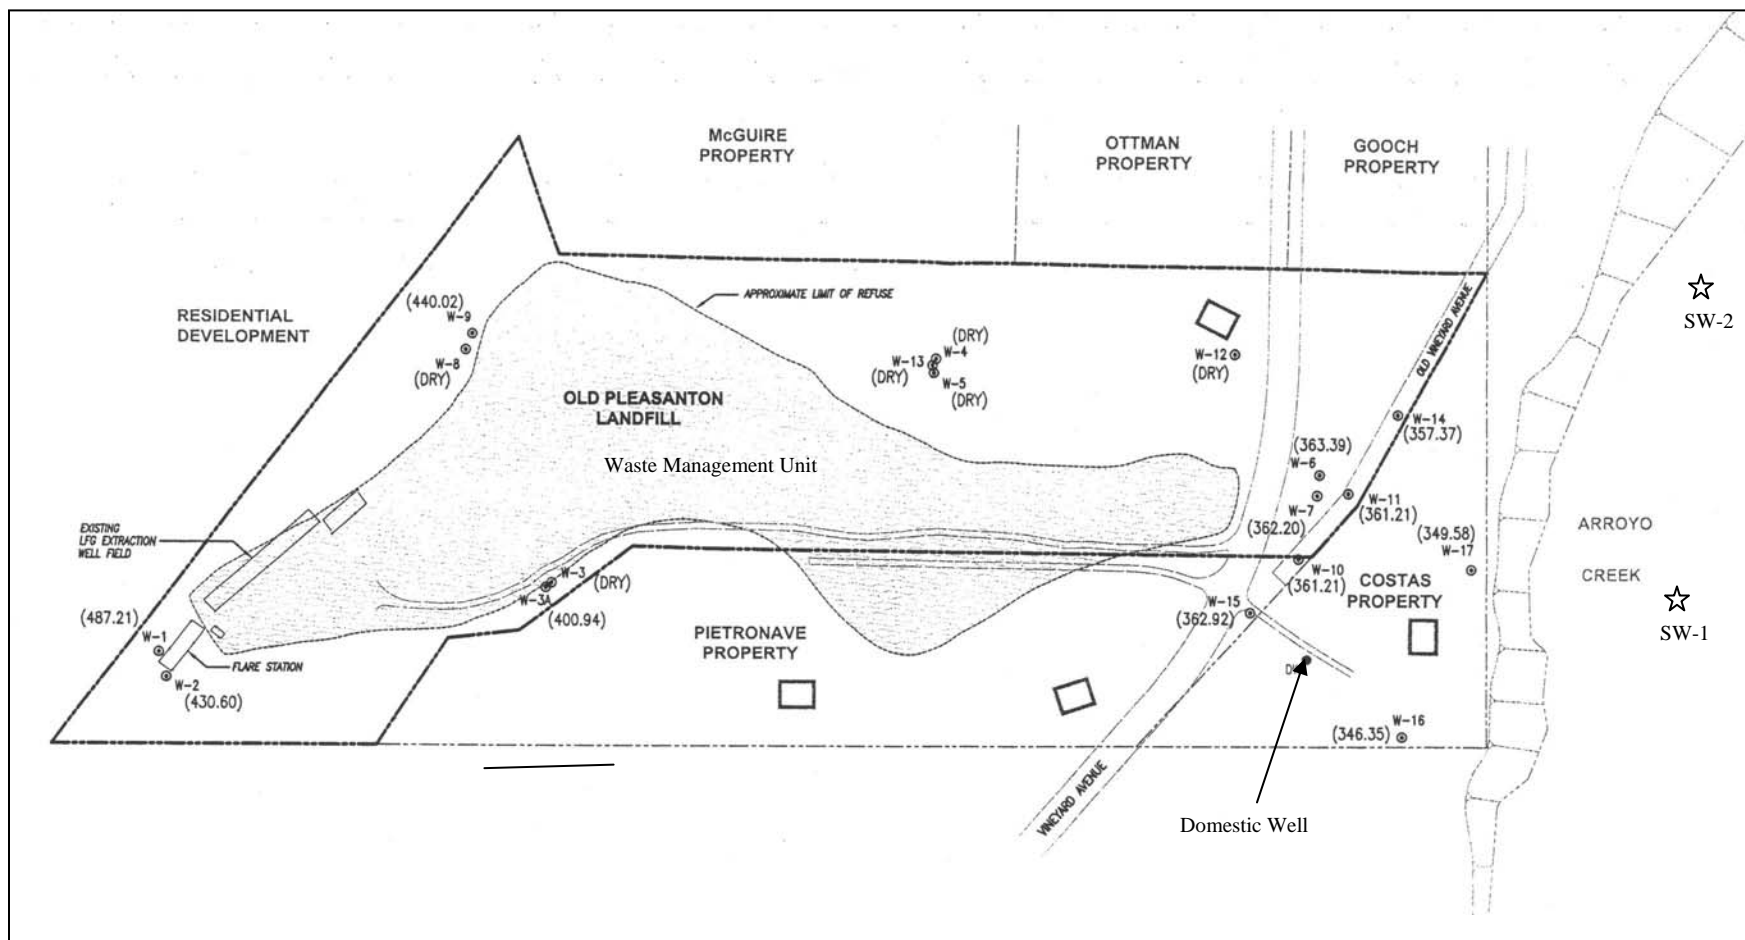 McGUIRE
PROPERTY
OTTMAN
PROPERTY
GOOCH
PROPERTY
RESIDENTIAL
DEVELOPMENT
(440.02)
W-9
W-8
(DRY)
APPROXIMATE LIMIT OF REFUSE
OLD PLEASANTON
LANDFILL
Waste Management Unit
(DRY)
W-4
W-13
(DRY)
W-5
(DRY)
W-12
(DRY)
OLD VINEYARD AVENUE
SW-2
W-14
(357.37)
(363.39)
W-6
W-7
(362.20)
W-11
(361.21)
(349.58)
W-17
ARROYO
CREEK
EXISTING
LFG EXTRACTION
WELL FIELD
W-3
(DRY)
W-3A
(400.94)
W-10
(361.21)
COSTAS
PROPERTY
W-15
(362.92)
SW-1
(487.21)
W-1
FLARE STATION
W-2
(430.60)
PIETRONAVE
PROPERTY
W-16
(346.35)
VINEYARD AVENUE
Domestic Well